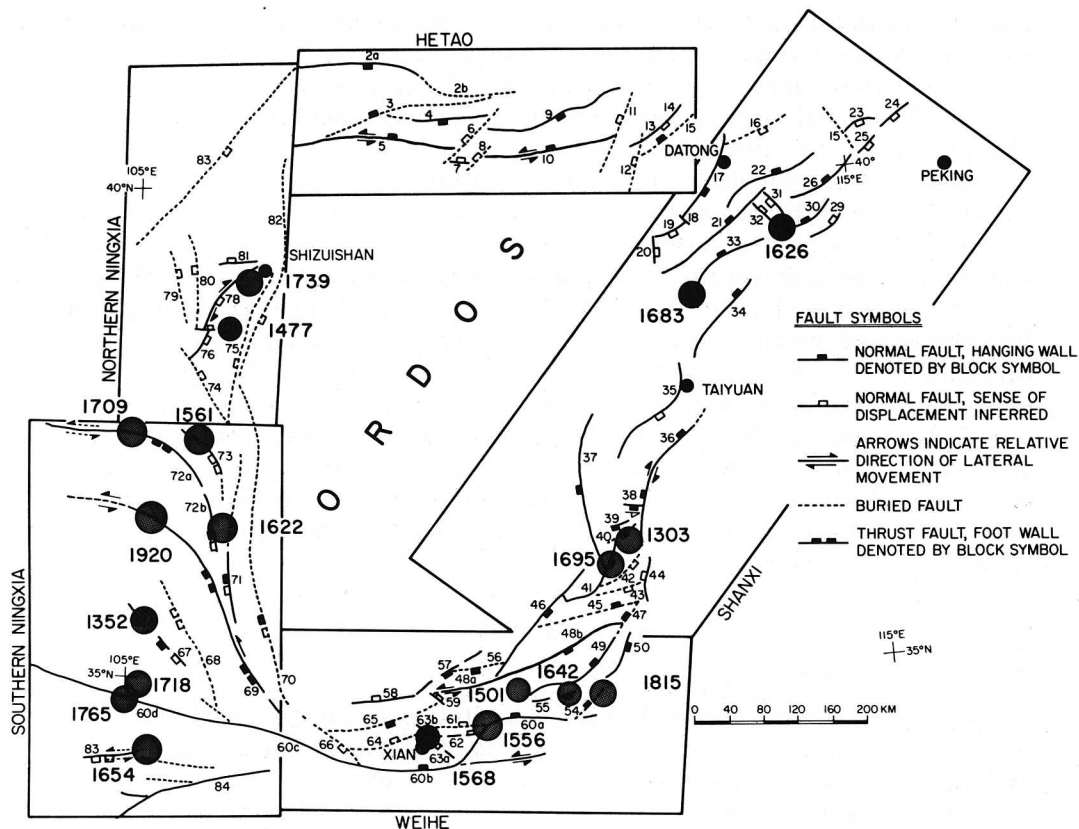 HETAO
2a
2b
3
4
5
6
7
8
9
10
11
12
13
14
15
16
DATONG
17
18
19
20
21
22
23
24
25
15
40°
115°E
26
PEKING
29
30
31
32
1626
33
1683
34
NORTHERN NINGXIA
83
105°E
40°N
82
81
SHIZUISHAN
1739
80
79
78
1477
76
75
74
ORDOS
35
TAIYUAN
36
37
38
39
40
1303
1695
41
42
43
44
45
46
47
SHANXI
FAULT SYMBOLS
NORMAL FAULT, HANGING WALL
DENOTED BY BLOCK SYMBOL
NORMAL FAULT, SENSE OF
DISPLACEMENT INFERRED
ARROWS INDICATE RELATIVE
DIRECTION OF LATERAL
MOVEMENT
BURIED FAULT
THRUST FAULT, FOOT WALL
DENOTED BY BLOCK SYMBOL
115°E
35°N
0 40 80 120 200 KM
SOUTHERN NINGXIA
1709
1561
73
72a
72b
1622
1920
71
1352
67
68
69
70
105°E
35°N
1718
1765
60d
60c
83
1654
84
48b
49
50
56
57
48a
58
59
1642
1501
1815
55
54
65
63b
61
60a
64
62
66
XIAN
63a
1556
60b
1568
WEIHE